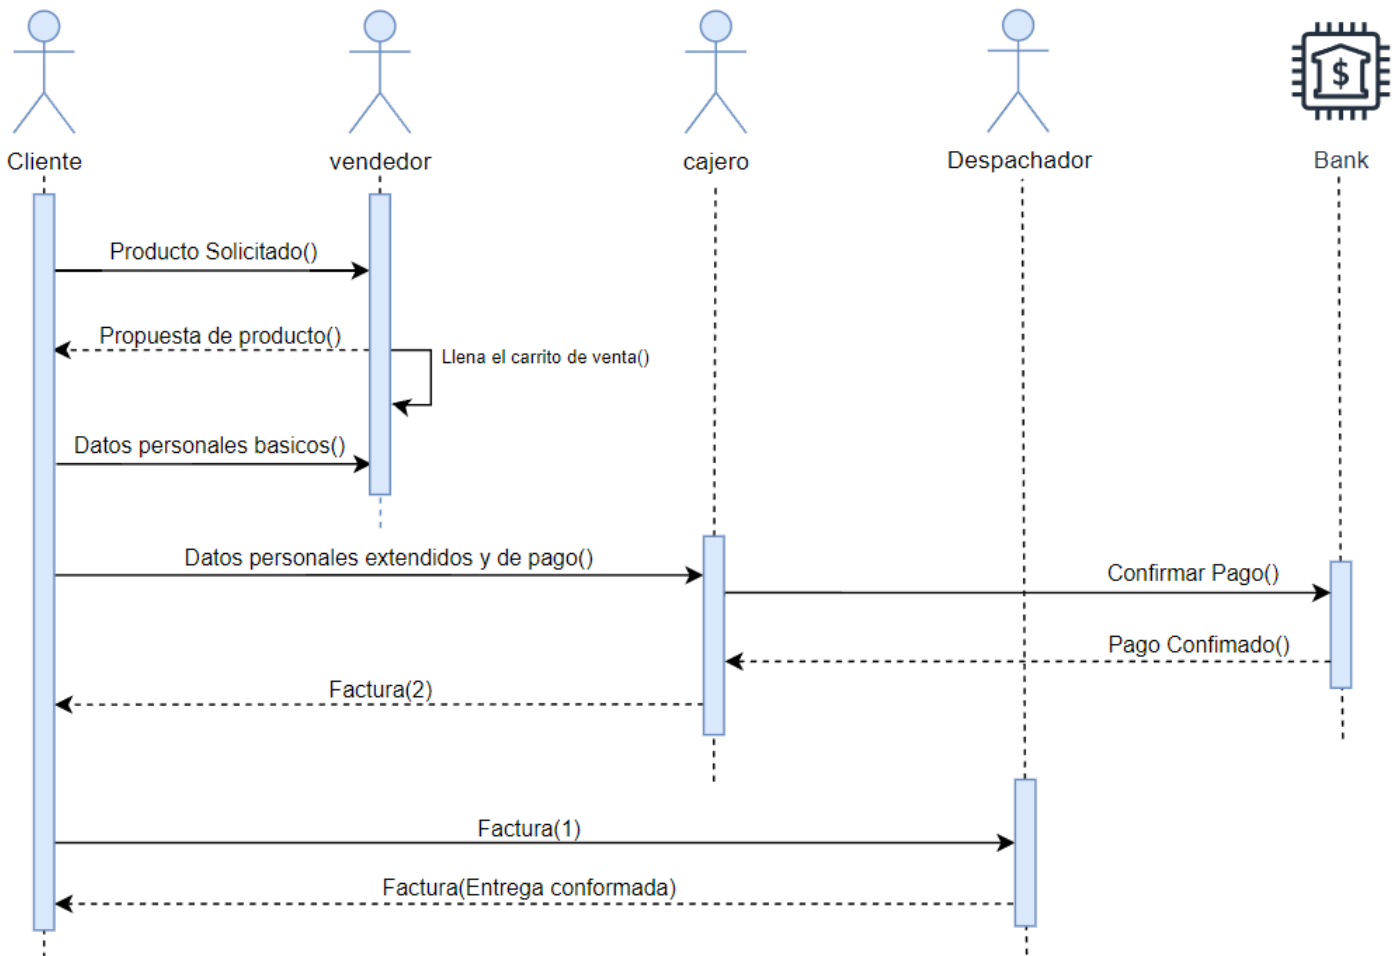 $
Cliente
vendedor
cajero
Despachador
Bank
Producto Solicitado()
Propuesta de producto()
Llena el carrito de venta()
Datos personales basicos()
Datos personales extendidos y de pago()
Confirmar Pago()
Pago Confimado()
Factura(2)
Factura(1)
Factura(Entrega conformada)